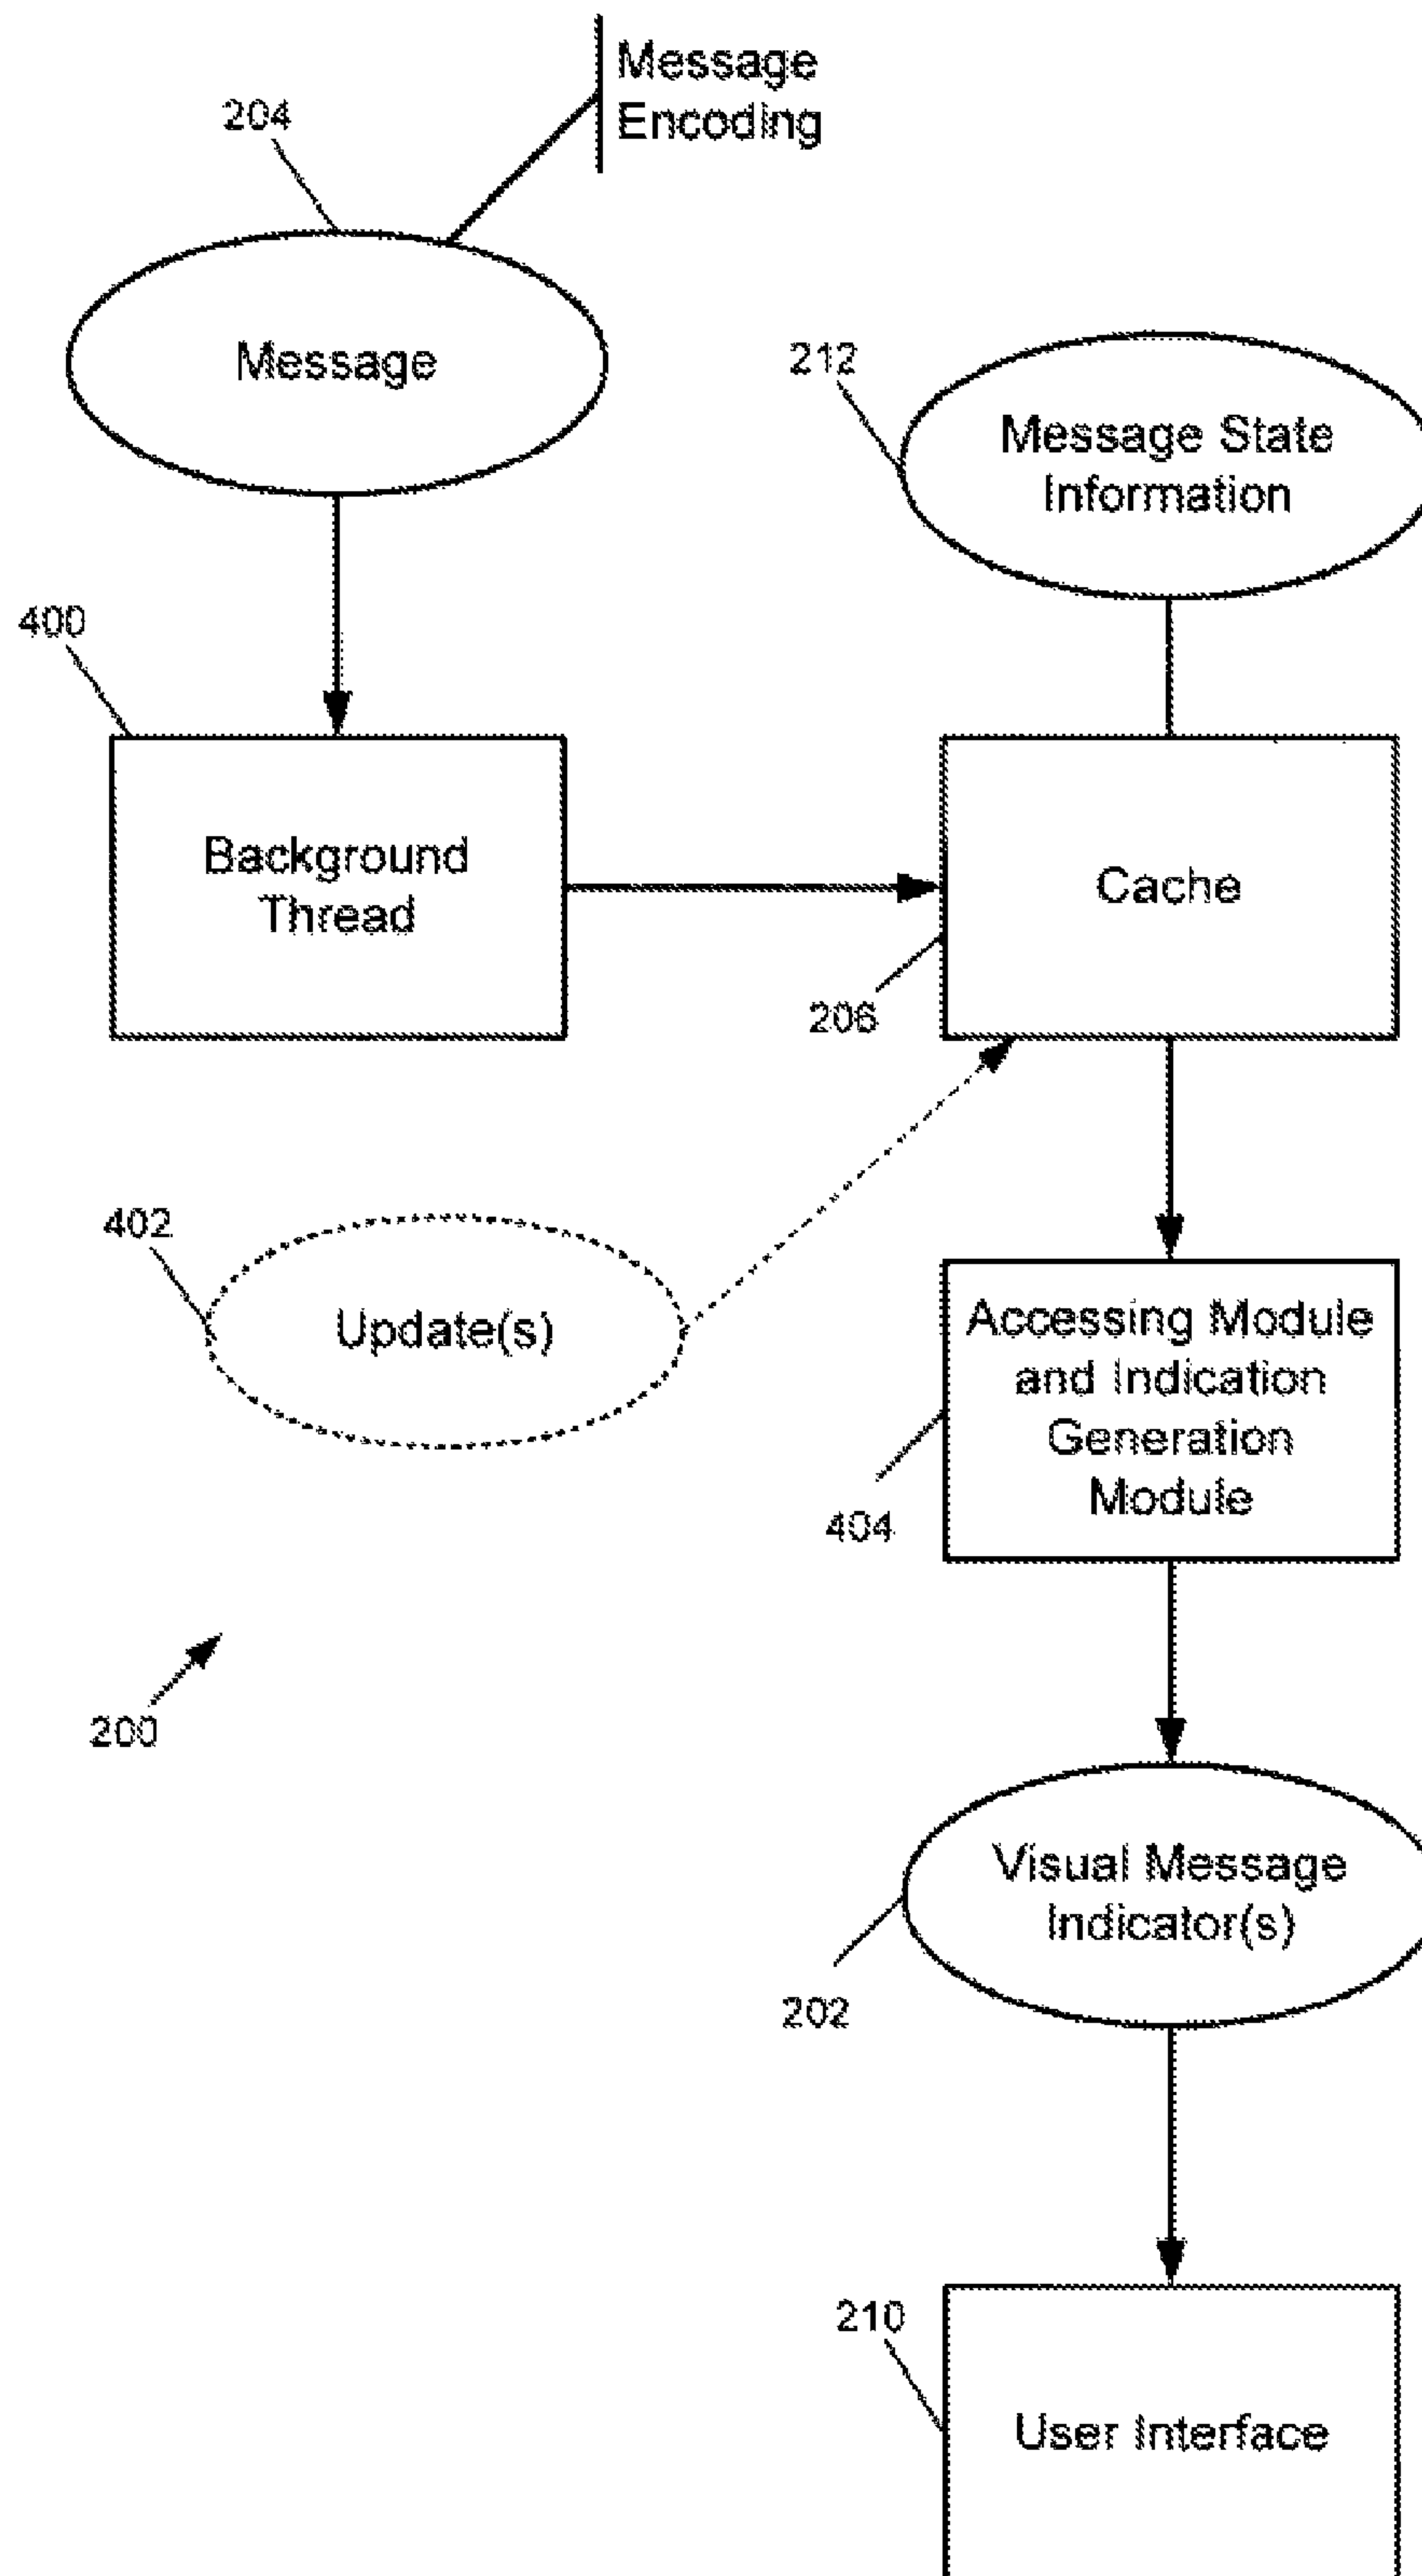 Message
Encoding
204
Message
212
Message State
Information
400
Background
Thread
Cache
206
402
Update(s)
Accessing Module
and Indication
Generation
Module
404
200
Visual Message
Indicator(s)
202
210
User Interface